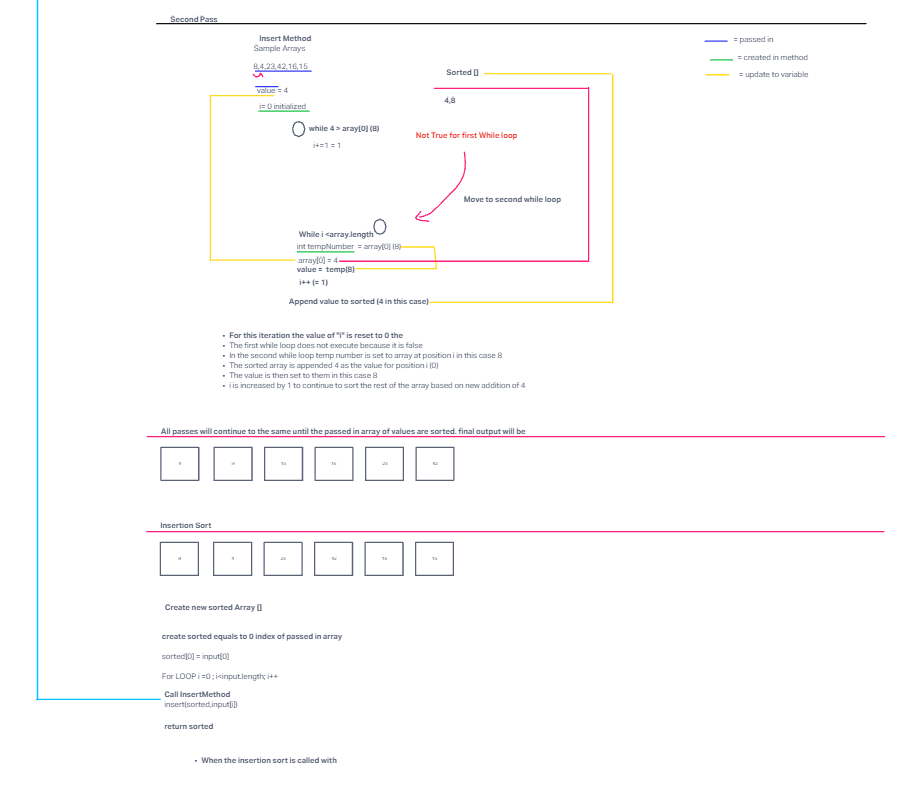 Second Pass
Insert Method
Sample Arrays
8,4,23,42,16,15
value = 4
i= 0 initialized
while 4 > aray[0] (8)
i+=1 = 1
Sorted []
4,8
Not True for first While loop
Move to second while loop
= passed in
= created in method
= update to variable
While i <array.length
int tempNumber = array[0] (8)
array[0] = 4
value = temp(8)
i++ (= 1)
Append value to sorted (4 in this case)
• For this iteration the value of "i" is reset to 0 the
• The first while loop does not execute because it is false
• In the second while loop temp number is set to array at position i in this case 8
• The sorted array is appended 4 as the value for position i (0)
• The value is then set to them in this case 8
• i is increased by 1 to continue to sort the rest of the array based on new addition of 4
All passes will continue to the same until the passed in array of values are sorted. final output will be
15 16 23 42
Insertion Sort
8 4 23 42 16 15
Create new sorted Array []
create sorted equals to 0 index of passed in array
sorted[0] = input[0]
For LOOP i =0 ; i<input.length; i++
Call InsertMethod
insert(sorted,input[i])
return sorted
• When the insertion sort is called with